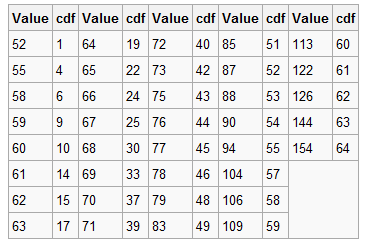 Value cdf Value cdf Value cdf Value cdf Value cdf
52 1 64 19 72 40 85 51 113 60
55 4 65 22 73 42 87 52 122 61
58 6 66 24 75 43 88 53 126 62
59 9 67 25 76 44 90 54 144 63
60 10 68 30 77 45 94 55 154 64
61 14 69 33 78 46 104 57
62 15 70 37 79 48 106 58
63 17 71 39 83 49 109 59